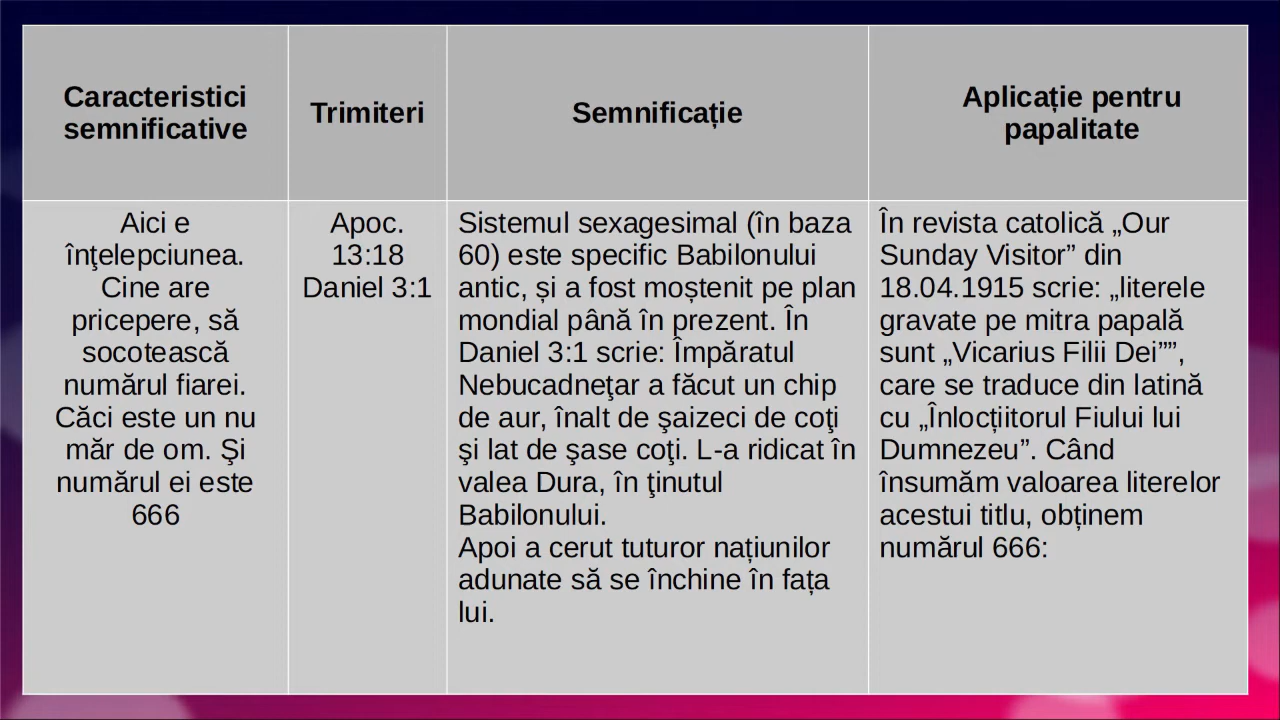 Caracteristici
semnificative
Trimiteri
Semnificație
Aplicație pentru
papalitate
Aici e
înţelepciunea.
Cine are
pricepere, să
socotească
numărul fiarei.
Căci este un nu
măr de om. Şi
numărul ei este
666
Apoc.
13:18
Daniel 3:1
Sistemul sexagesimal (în baza
60) este specific Babilonului
antic, și a fost moștenit pe plan
mondial până în prezent. În
Daniel 3:1 scrie: Împăratul
Nebucadneţar a făcut un chip
de aur, înalt de şaizeci de coţi
şi lat de şase coţi. L-a ridicat în
valea Dura, în ţinutul
Babilonului.
Apoi a cerut tuturor națiunilor
adunate să se închine în fața
lui.
În revista catolică „Our
Sunday Visitor” din
18.04.1915 scrie: „literele
gravate pe mitra papală
sunt „Vicarius Filii Dei””,
care se traduce din latină
cu „Înlocțiitorul Fiului lui
Dumnezeu”. Când
însumăm valoarea literelor
acestui titlu, obținem
numărul 666: